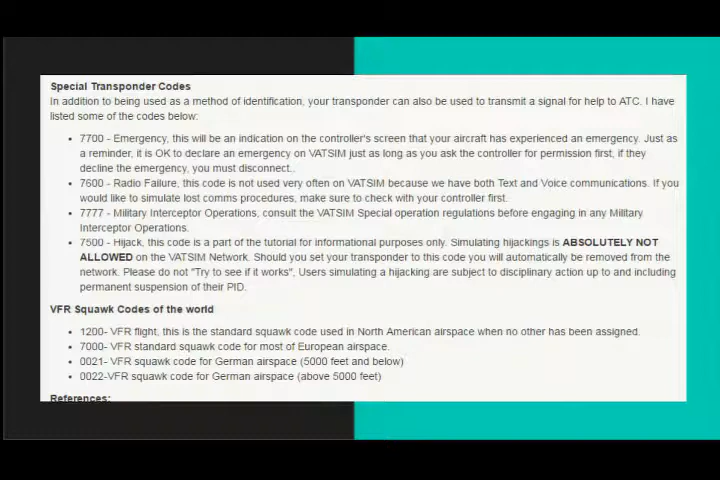 Special Transponder Codes
In addition to being used as a method of identification, your transponder can also be used to transmit a signal for help to ATC. I have
listed some of the codes below:
• 7700 - Emergency, this will be an indication on the controller's screen that your aircraft has experienced an emergency. Just as
a reminder, it is OK to declare an emergency on VATSIM just as long as you ask the controller for permission first, if they
decline the emergency, you must disconnect..
• 7600 - Radio Failure, this code is not used very often on VATSIM because we have both Text and Voice communications. If you
would like to simulate lost comms procedures, make sure to check with your controller first.
• 7777 - Military Interceptor Operations, consult the VATSIM Special operation regulations before engaging in any Military
Interceptor Operations.
• 7500 - Hijack, this code is a part of the tutorial for informational purposes only. Simulating hijackings is ABSOLUTELY NOT
ALLOWED on the VATSIM Network. Should you set your transponder to this code you will automatically be removed from the
network. Please do not "Try to see if it works", Users simulating a hijacking are subject to disciplinary action up to and including
permanent suspension of their PID.
VFR Squawk Codes of the world
• 1200- VFR flight, this is the standard squawk code used in North American airspace when no other has been assigned.
• 7000- VFR standard squawk code for most of European airspace.
• 0021- VFR squawk code for German airspace (5000 feet and below)
• 0022-VFR squawk code for German airspace (above 5000 feet)
References: